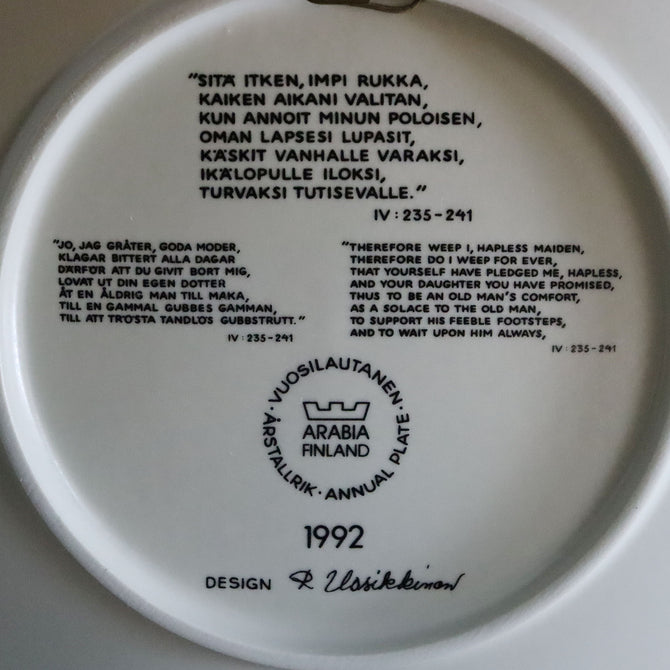 "SITÄ ITKEN, IMPI RUKKA,
KAIKEN AIKANI VALITAN,
KUN ANNOIT MINUN POLOISEN,
OMAN LAPSESI LUPASIT,
KÄSKIT VANHALLE VARAKSI,
IKÄLOPULLE ILOKSI,
TURVAKSI TUTISEVALLE."
IV: 235-241
"JO, JAG GRÅTER, GODA MODER,
KLAGAR BITTERT ALLA DAGAR
DÄRFÖR ATT DU GIVIT BORT MIG,
LOVAT UT DIN EGEN DOTTER
ÅT EN ÅLDRIG MAN TILL MAKA,
TILL EN GAMMAL GUBBES GAMMAN,
TILL ATT TRÖSTA TANDLÖS GUBBSTRUTT."
IV: 235-241
"THEREFORE WEEP I, HAPLESS MAIDEN,
THEREFORE DO I WEEP FOR EVER,
THAT YOURSELF HAVE PLEDGED ME, HAPLESS,
AND YOUR DAUGHTER YOU HAVE PROMISED,
THUS TO BE AN OLD MAN'S COMFORT,
AS A SOLACE TO THE OLD MAN,
TO SUPPORT HIS FEEBLE FOOTSTEPS,
AND TO WAIT UPON HIM ALWAYS,
IV: 235-241
· VUOSILAUTANEN · ANNUAL PLATE · ÅRSTALLRIK
ARABIA
FINLAND
1992
DESIGN R Uosikkinen